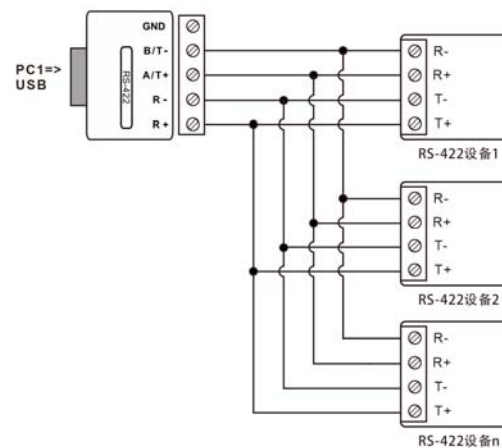 PC1=>
USB
RS-422
GND
B/T-
A/T+
R -
R +
R-
R+
T-
T+
RS-422设备1
R-
R+
T-
T+
RS-422设备2
R-
R+
T-
T+
RS-422设备n